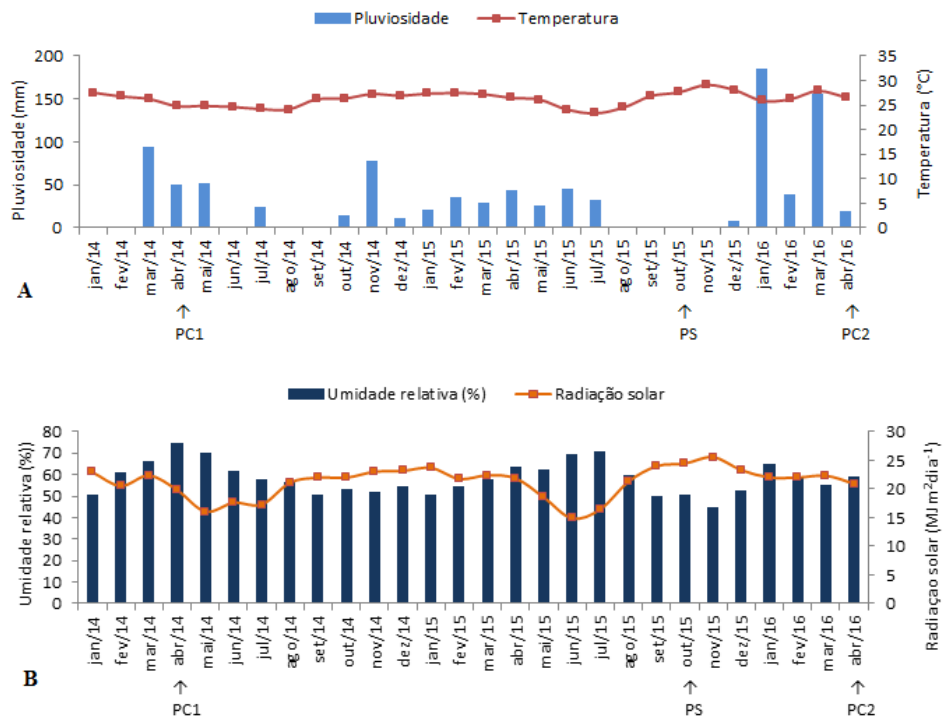 Pluviosidade Temperatura
Pluviosidade (mm)
200
150
100
50
0
35
30
25
20
15
10
5
0
Temperatura (°C)
jan/14 fev/14 mar/14 abr/14 mai/14 jun/14 jul/14 ago/14 set/14 out/14 nov/14 dez/14 jan/15 fev/15 mar/15 abr/15 mai/15 jun/15 jul/15 ago/15 set/15 out/15 nov/15 dez/15 jan/16 fev/16 mar/16 abr/16
A
↑ ↑ ↑
PC1 PS PC2
Umidade relativa (%) Radiação solar
Umidade relativa (%))
80
70
60
50
40
30
20
10
0
30
25
20
15
10
5
0
Radiaçao solar (MJ m²dia⁻¹)
jan/14 fev/14 mar/14 abr/14 mai/14 jun/14 jul/14 ago/14 set/14 out/14 nov/14 dez/14 jan/15 fev/15 mar/15 abr/15 mai/15 jun/15 jul/15 ago/15 set/15 out/15 nov/15 dez/15 jan/16 fev/16 mar/16 abr/16
B
↑ ↑ ↑
PC1 PS PC2